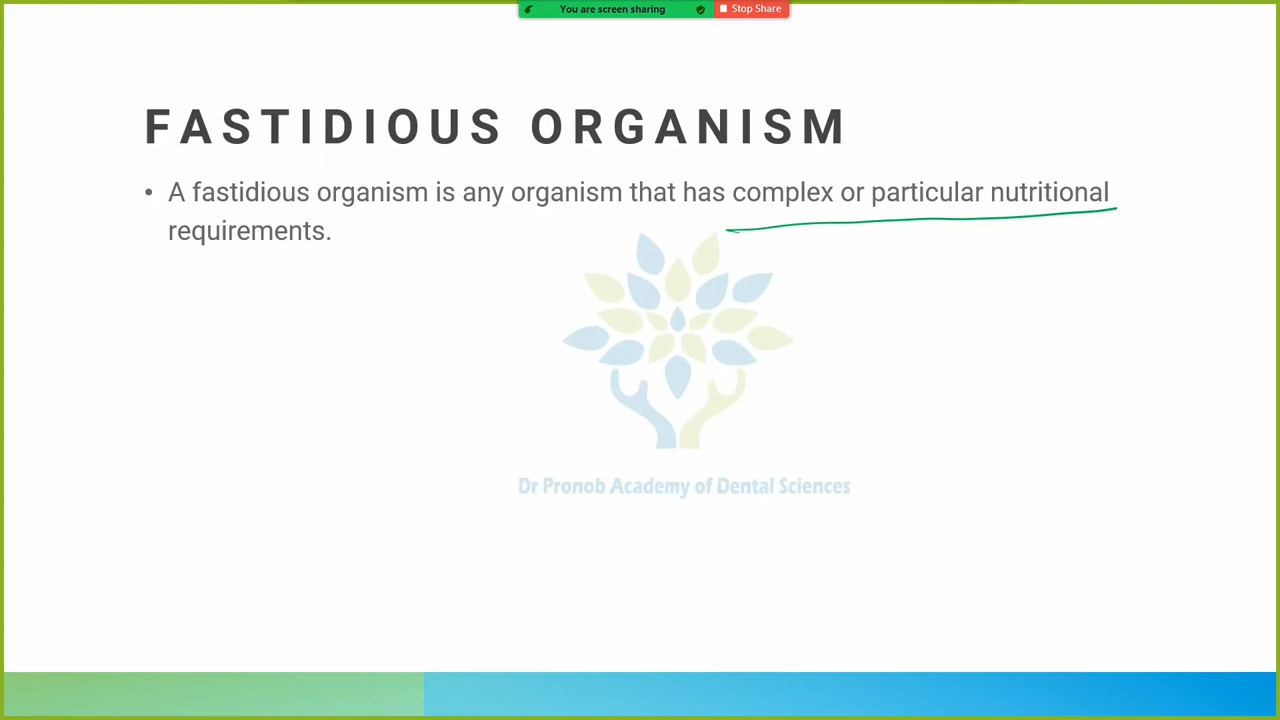 You are screen sharing Stop Share
FASTIDIOUS ORGANISM
• A fastidious organism is any organism that has complex or particular nutritional
requirements.
Dr Pronob Academy of Dental Sciences